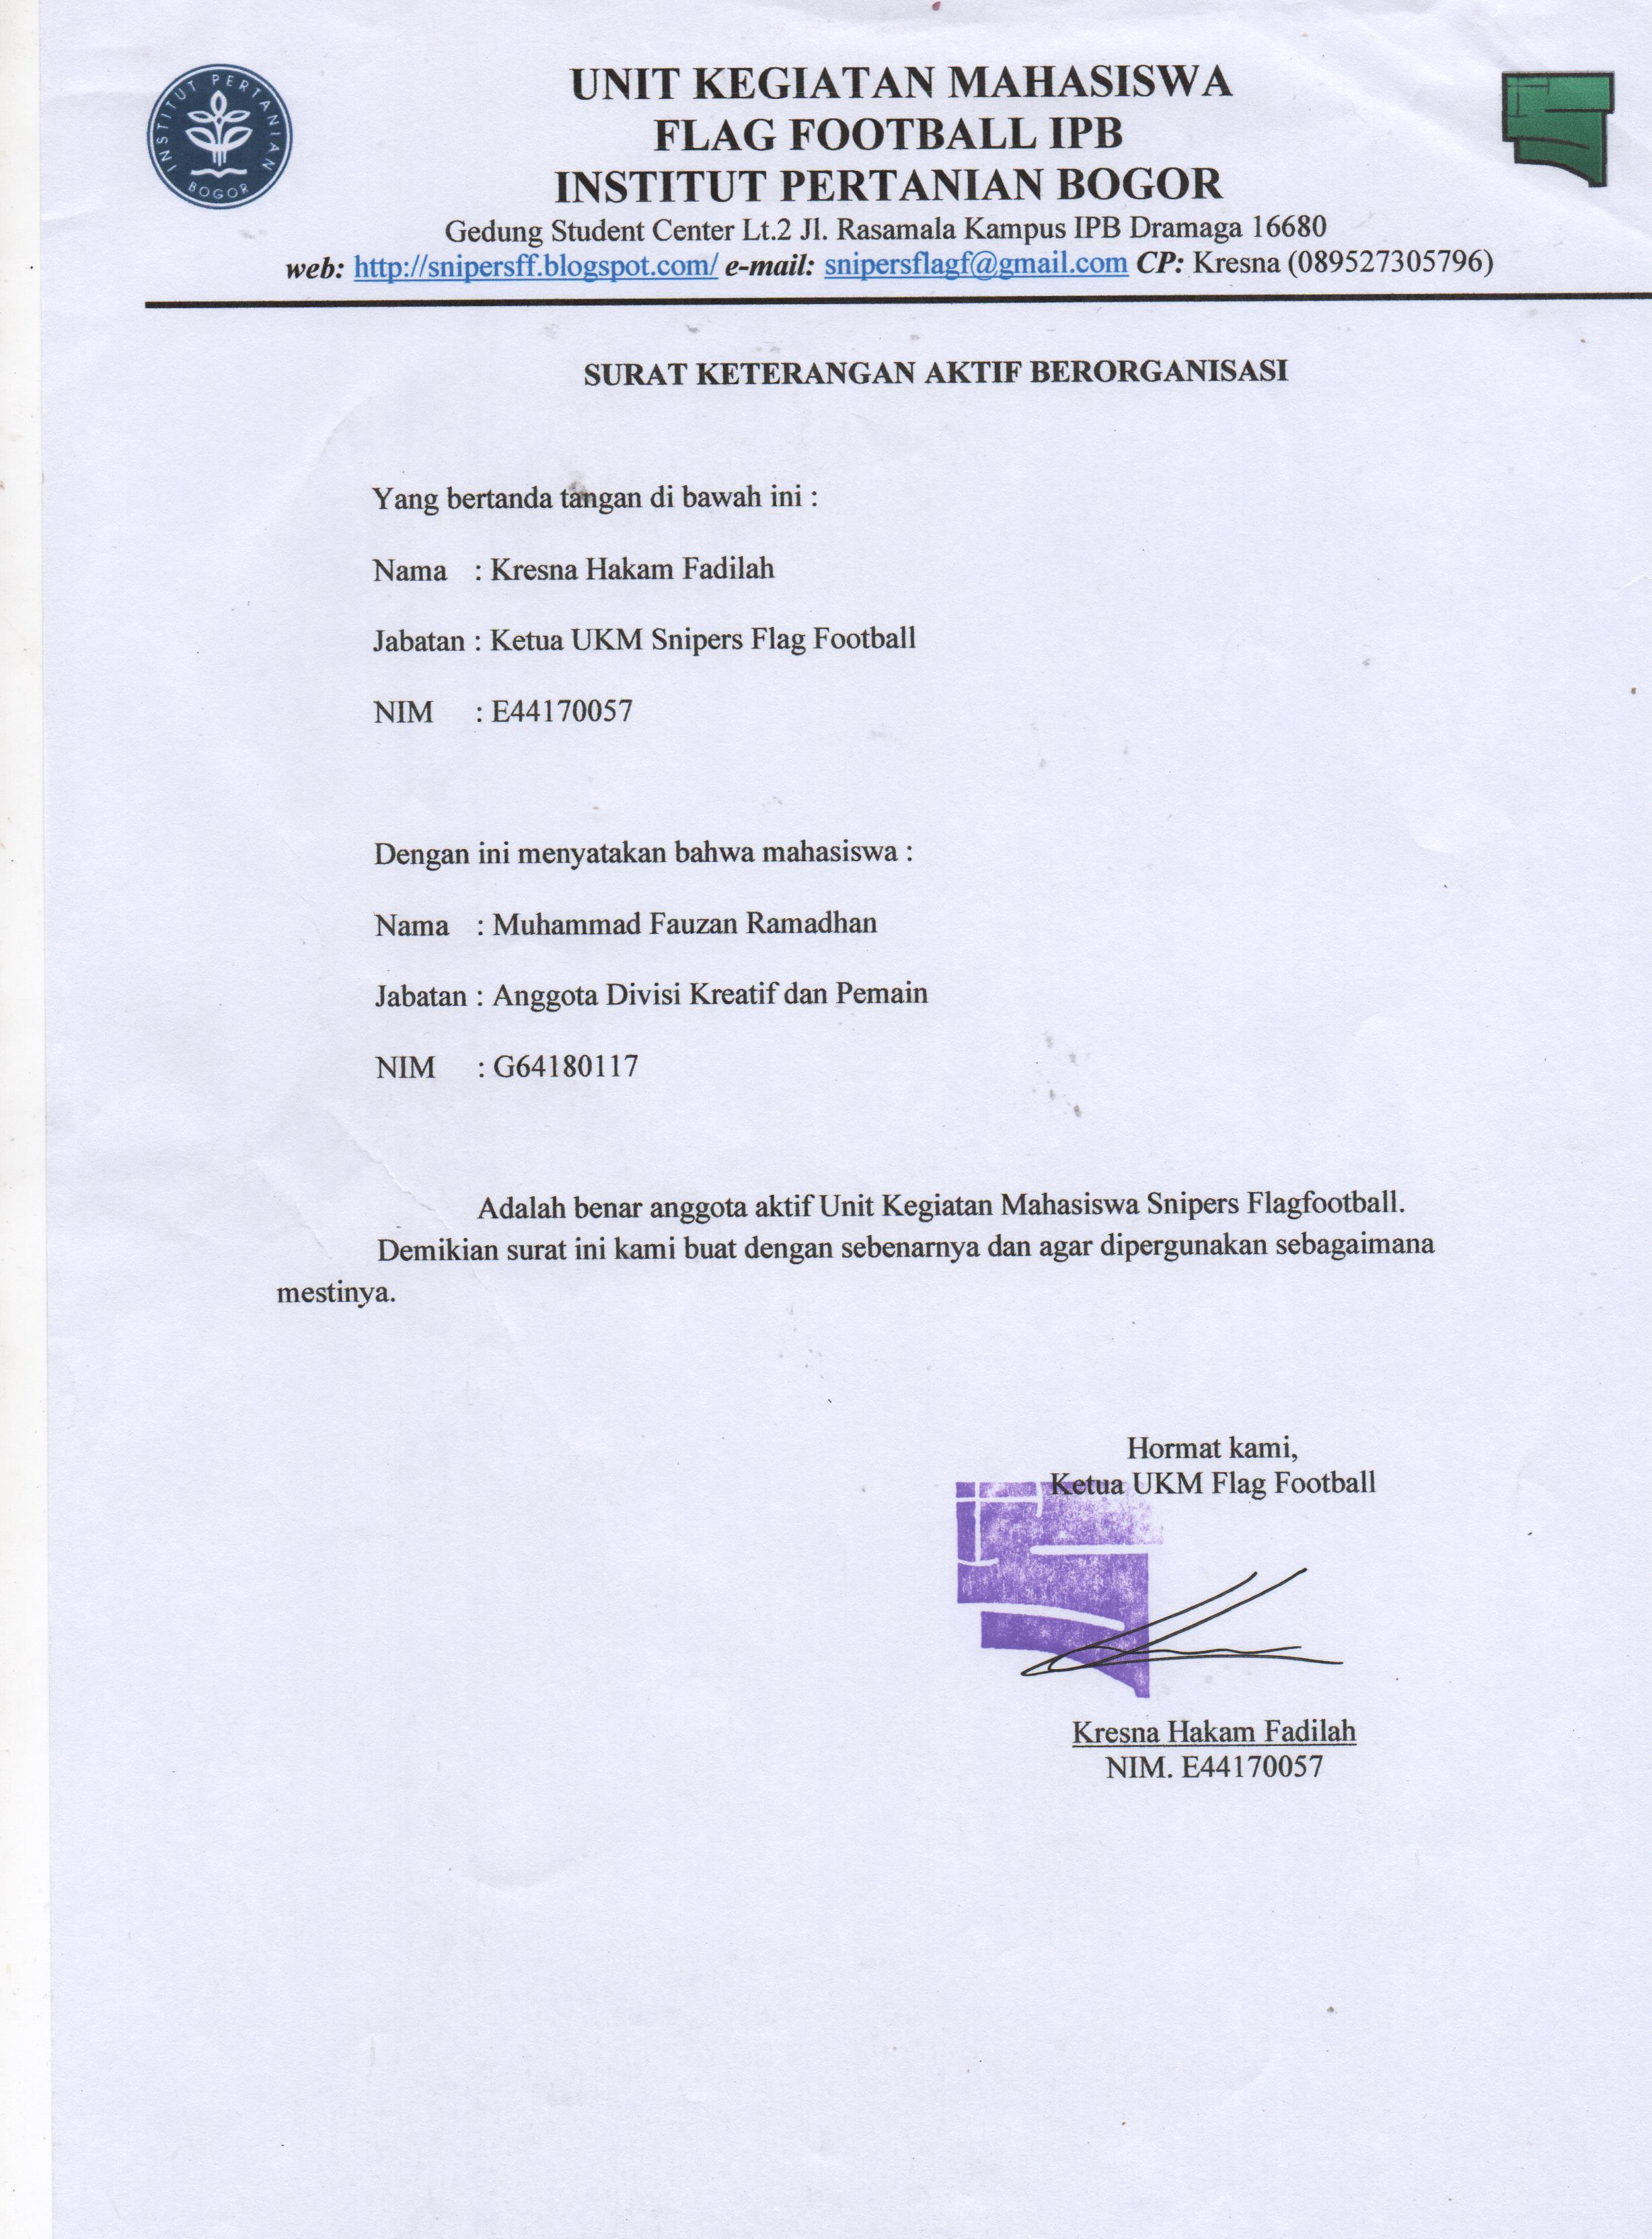 INSTITUT PERTANIAN
BOGOR
UNIT KEGIATAN MAHASISWA
FLAG FOOTBALL IPB
INSTITUT PERTANIAN BOGOR
Gedung Student Center Lt.2 Jl. Rasamala Kampus IPB Dramaga 16680
web: http://snipersff.blogspot.com/ e-mail: snipersflagf@gmail.com CP: Kresna (089527305796)
SURAT KETERANGAN AKTIF BERORGANISASI
Yang bertanda tangan di bawah ini :
Nama : Kresna Hakam Fadilah
Jabatan : Ketua UKM Snipers Flag Football
NIM : E44170057
Dengan ini menyatakan bahwa mahasiswa :
Nama : Muhammad Fauzan Ramadhan
Jabatan : Anggota Divisi Kreatif dan Pemain
NIM : G64180117
Adalah benar anggota aktif Unit Kegiatan Mahasiswa Snipers Flagfootball.
Demikian surat ini kami buat dengan sebenarnya dan agar dipergunakan sebagaimana
mestinya.
Hormat kami,
Ketua UKM Flag Football
Kresna Hakam Fadilah
NIM. E44170057